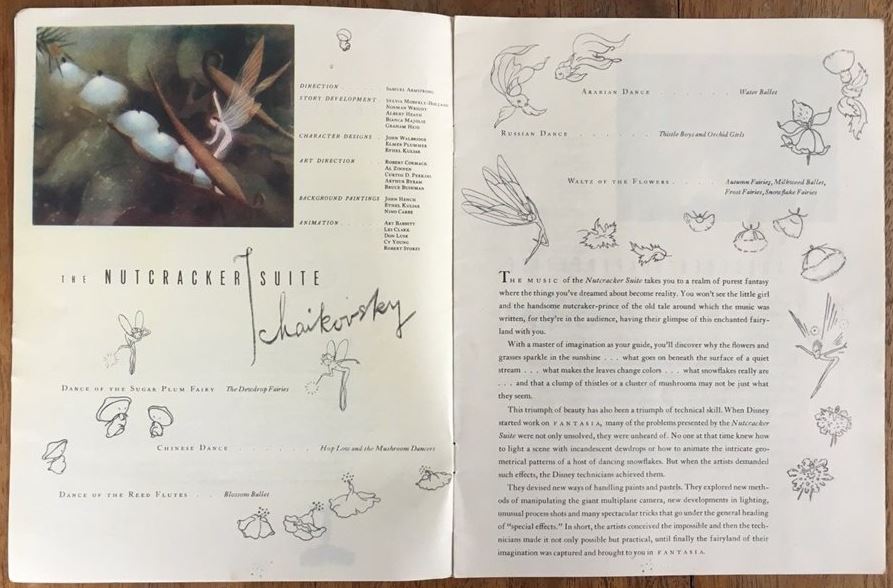 DIRECTION . . . SAMUEL ARMSTRONG
STORY DEVELOPMENT . SYLVIA MOBERLY-HOLLAND
NORMAN WRIGHT
ALBERT HEATH
BIANCA MAJOLIE
GRAHAM HEID
CHARACTER DESIGNS . JOHN WALBRIDGE
ELMER PLUMMER
ETHEL KULSAR
ART DIRECTION . . ROBERT CORMACK
AL ZINNEN
CURTIS D. PERKINS
ARTHUR BYRAM
BRUCE BUSHMAN
BACKGROUND PAINTINGS JOHN HENCH
ETHEL KULSAR
NINO CARBE
ANIMATION . . . ART BABBITT
LES CLARK
DON LUSK
CY YOUNG
ROBERT STOKES
THE NUTCRACKER SUITE
Tchaikovsky
DANCE OF THE SUGAR PLUM FAIRY The Dewdrop Fairies
CHINESE DANCE . . . . . Hop Low and the Mushroom Dancers
DANCE OF THE REED FLUTES . . . Blossom Ballet
ARABIAN DANCE . . . . . Water Ballet
RUSSIAN DANCE . . . . . . Thistle Boys and Orchid Girls
WALTZ OF THE FLOWERS . . . . Autumn Fairies, Milkweed Ballet,
Frost Fairies, Snowflake Fairies
THE MUSIC of the Nutcracker Suite takes you to a realm of purest fantasy
where the things you've dreamed about become reality. You won't see the little girl
and the handsome nutcraker-prince of the old tale around which the music was
written, for they're in the audience, having their glimpse of this enchanted fairy-
land with you.
With a master of imagination as your guide, you'll discover why the flowers and
grasses sparkle in the sunshine . . . what goes on beneath the surface of a quiet
stream . . . what makes the leaves change colors . . . what snowflakes really are
. . . and that a clump of thistles or a cluster of mushrooms may not be just what
they seem.
This triumph of beauty has also been a triumph of technical skill. When Disney
started work on FANTASIA, many of the problems presented by the Nutcracker
Suite were not only unsolved, they were unheard of. No one at that time knew how
to light a scene with incandescent dewdrops or how to animate the intricate geo-
metrical patterns of a host of dancing snowflakes. But when the artists demanded
such effects, the Disney technicians achieved them.
They devised new ways of handling paints and pastels. They explored new meth-
ods of manipulating the giant multiplane camera, new developments in lighting,
unusual process shots and many spectacular tricks that go under the general heading
of "special effects." In short, the artists conceived the impossible and then the tech-
nicians made it not only possible but practical, until finally the fairyland of their
imagination was captured and brought to you in FANTASIA.